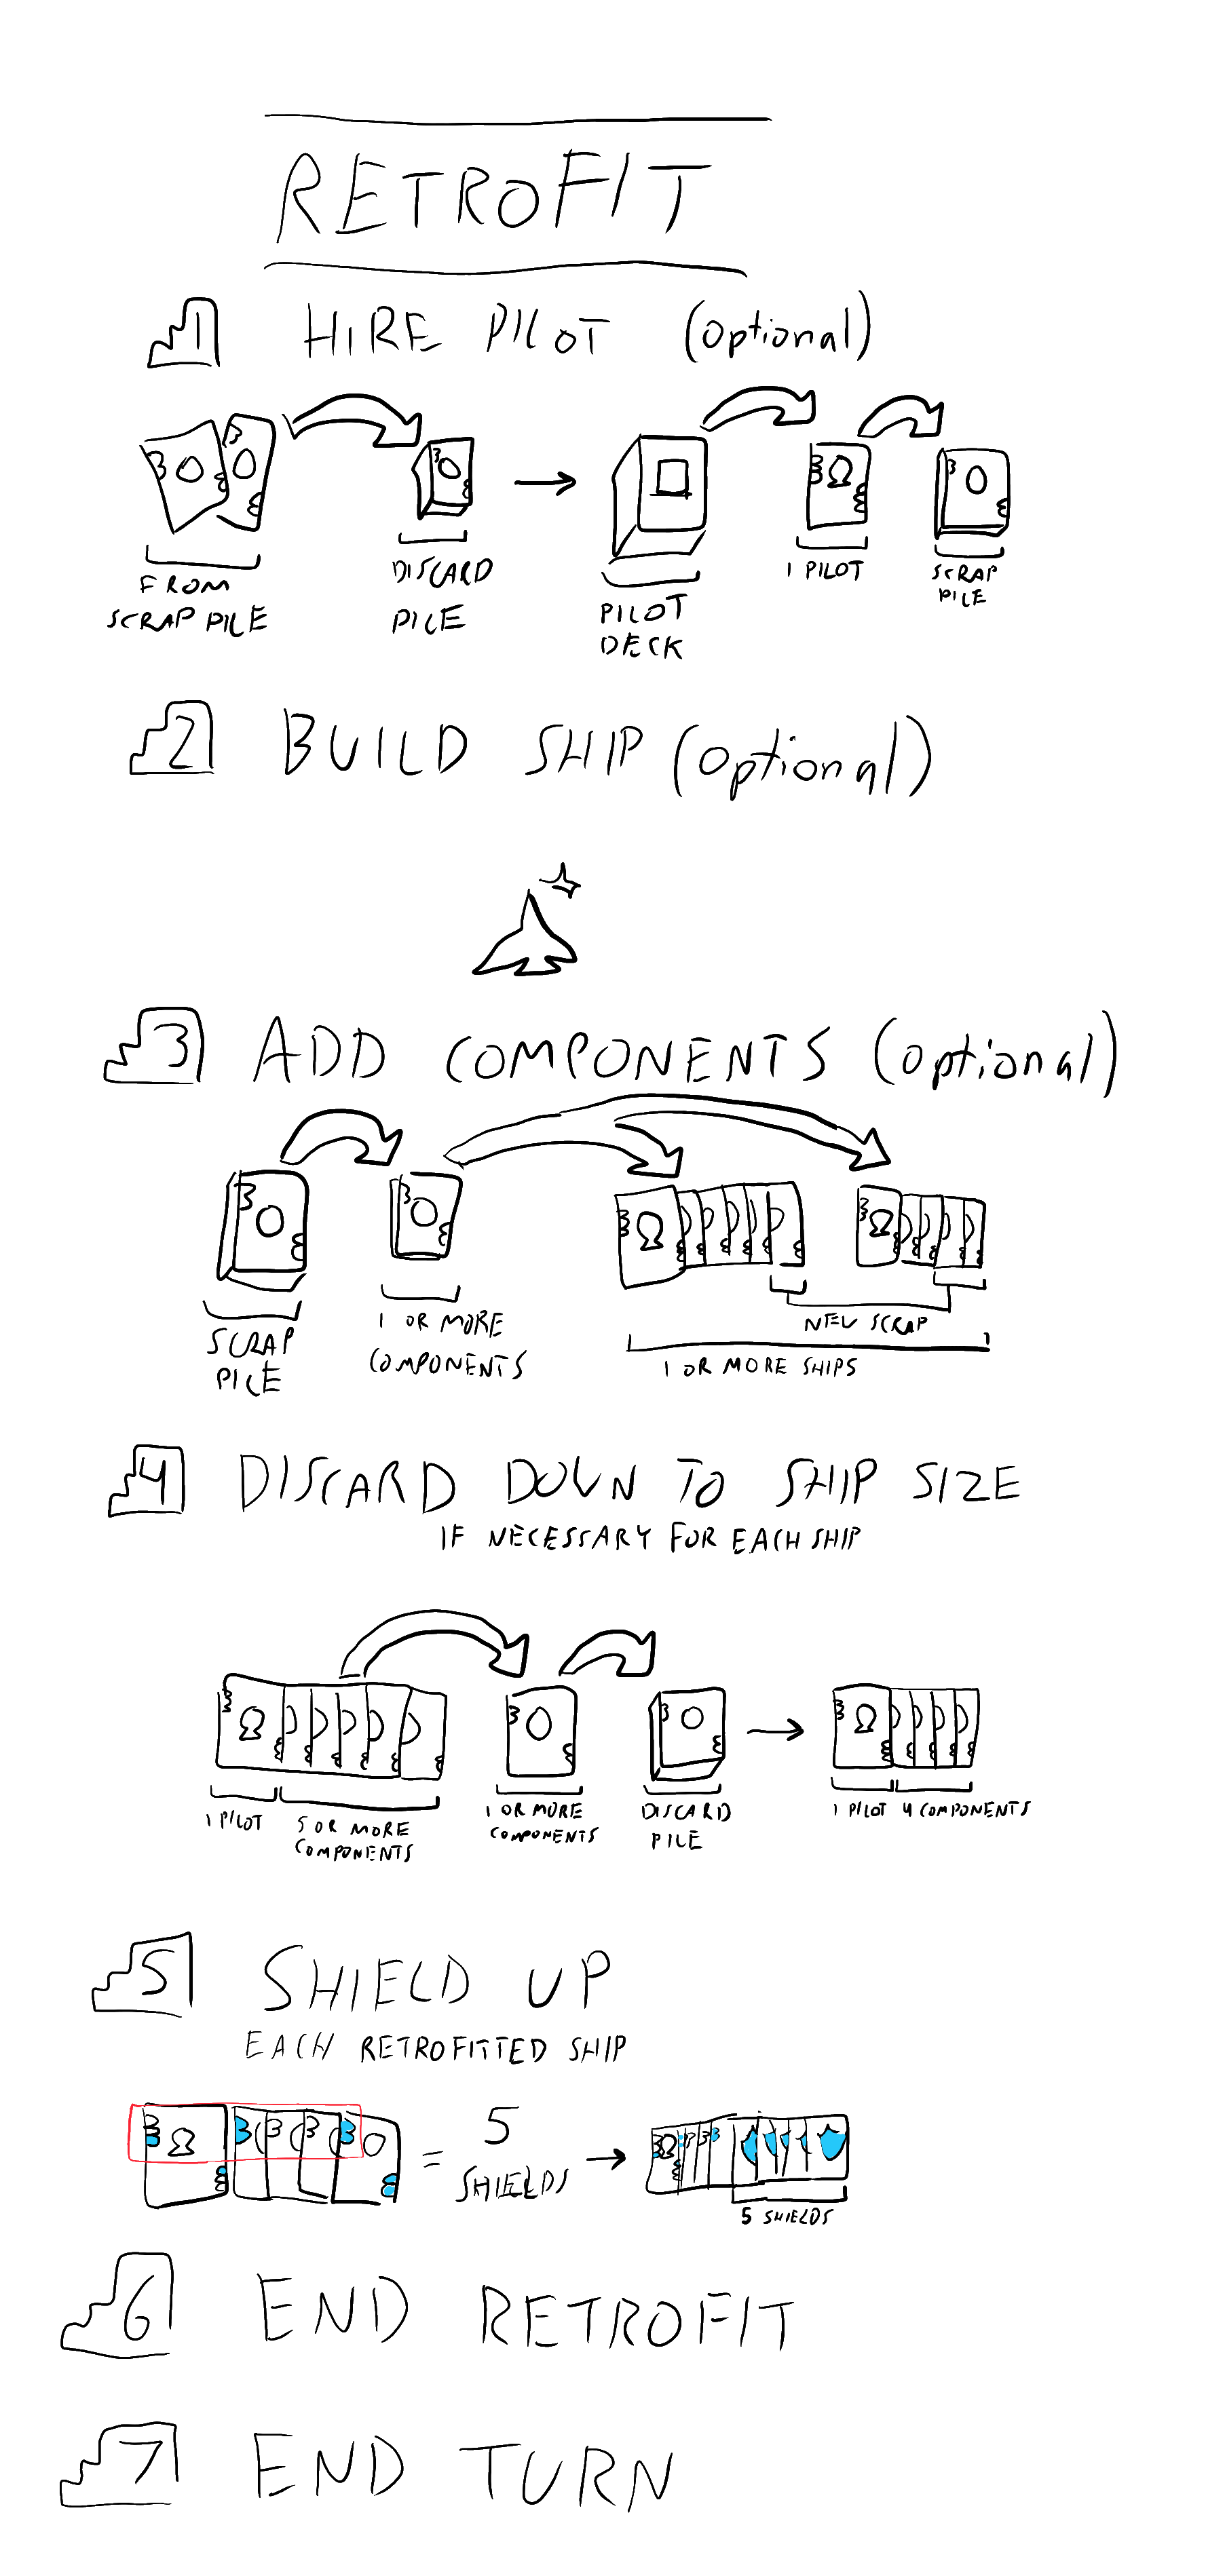 RETROFIT
1 HIRE PILOT (optional)
FROM
SCRAP PILE
DISCARD
PILE
PILOT
DECK
1 PILOT
SCRAP
PILE
2 BUILD SHIP (optional)
3 ADD COMPONENTS (optional)
SCRAP
PILE
1 OR MORE
COMPONENTS
NEW SCRAP
1 OR MORE SHIPS
4 DISCARD DOWN TO SHIP SIZE
IF NECESSARY FOR EACH SHIP
1 PILOT
5 OR MORE
COMPONENTS
1 OR MORE
COMPONENTS
DISCARD
PILE
1 PILOT 4 COMPONENTS
5 SHIELD UP
EACH RETROFITTED SHIP
= 5
SHIELDS
5 SHIELDS
6 END RETROFIT
7 END TURN